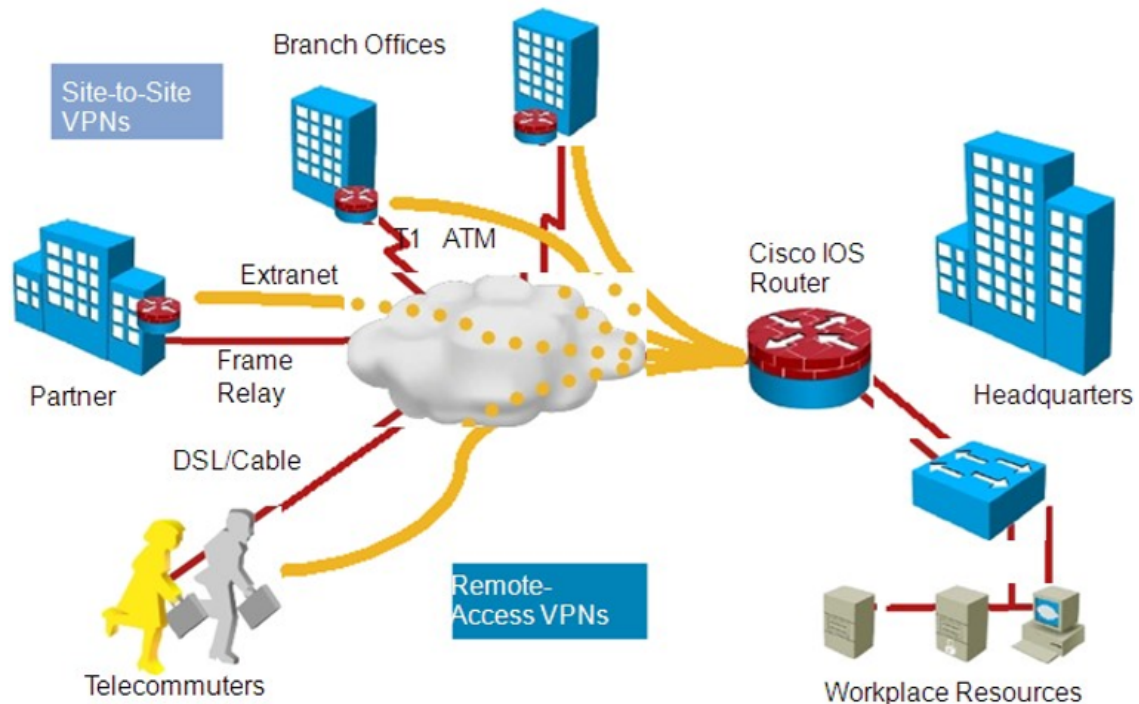 Branch Offices
Site-to-Site
VPNs
T1 ATM
Extranet
Cisco IOS
Router
Frame
Relay
Partner
Headquarters
DSL/Cable
Remote-
Access VPNs
Telecommuters
Workplace Resources